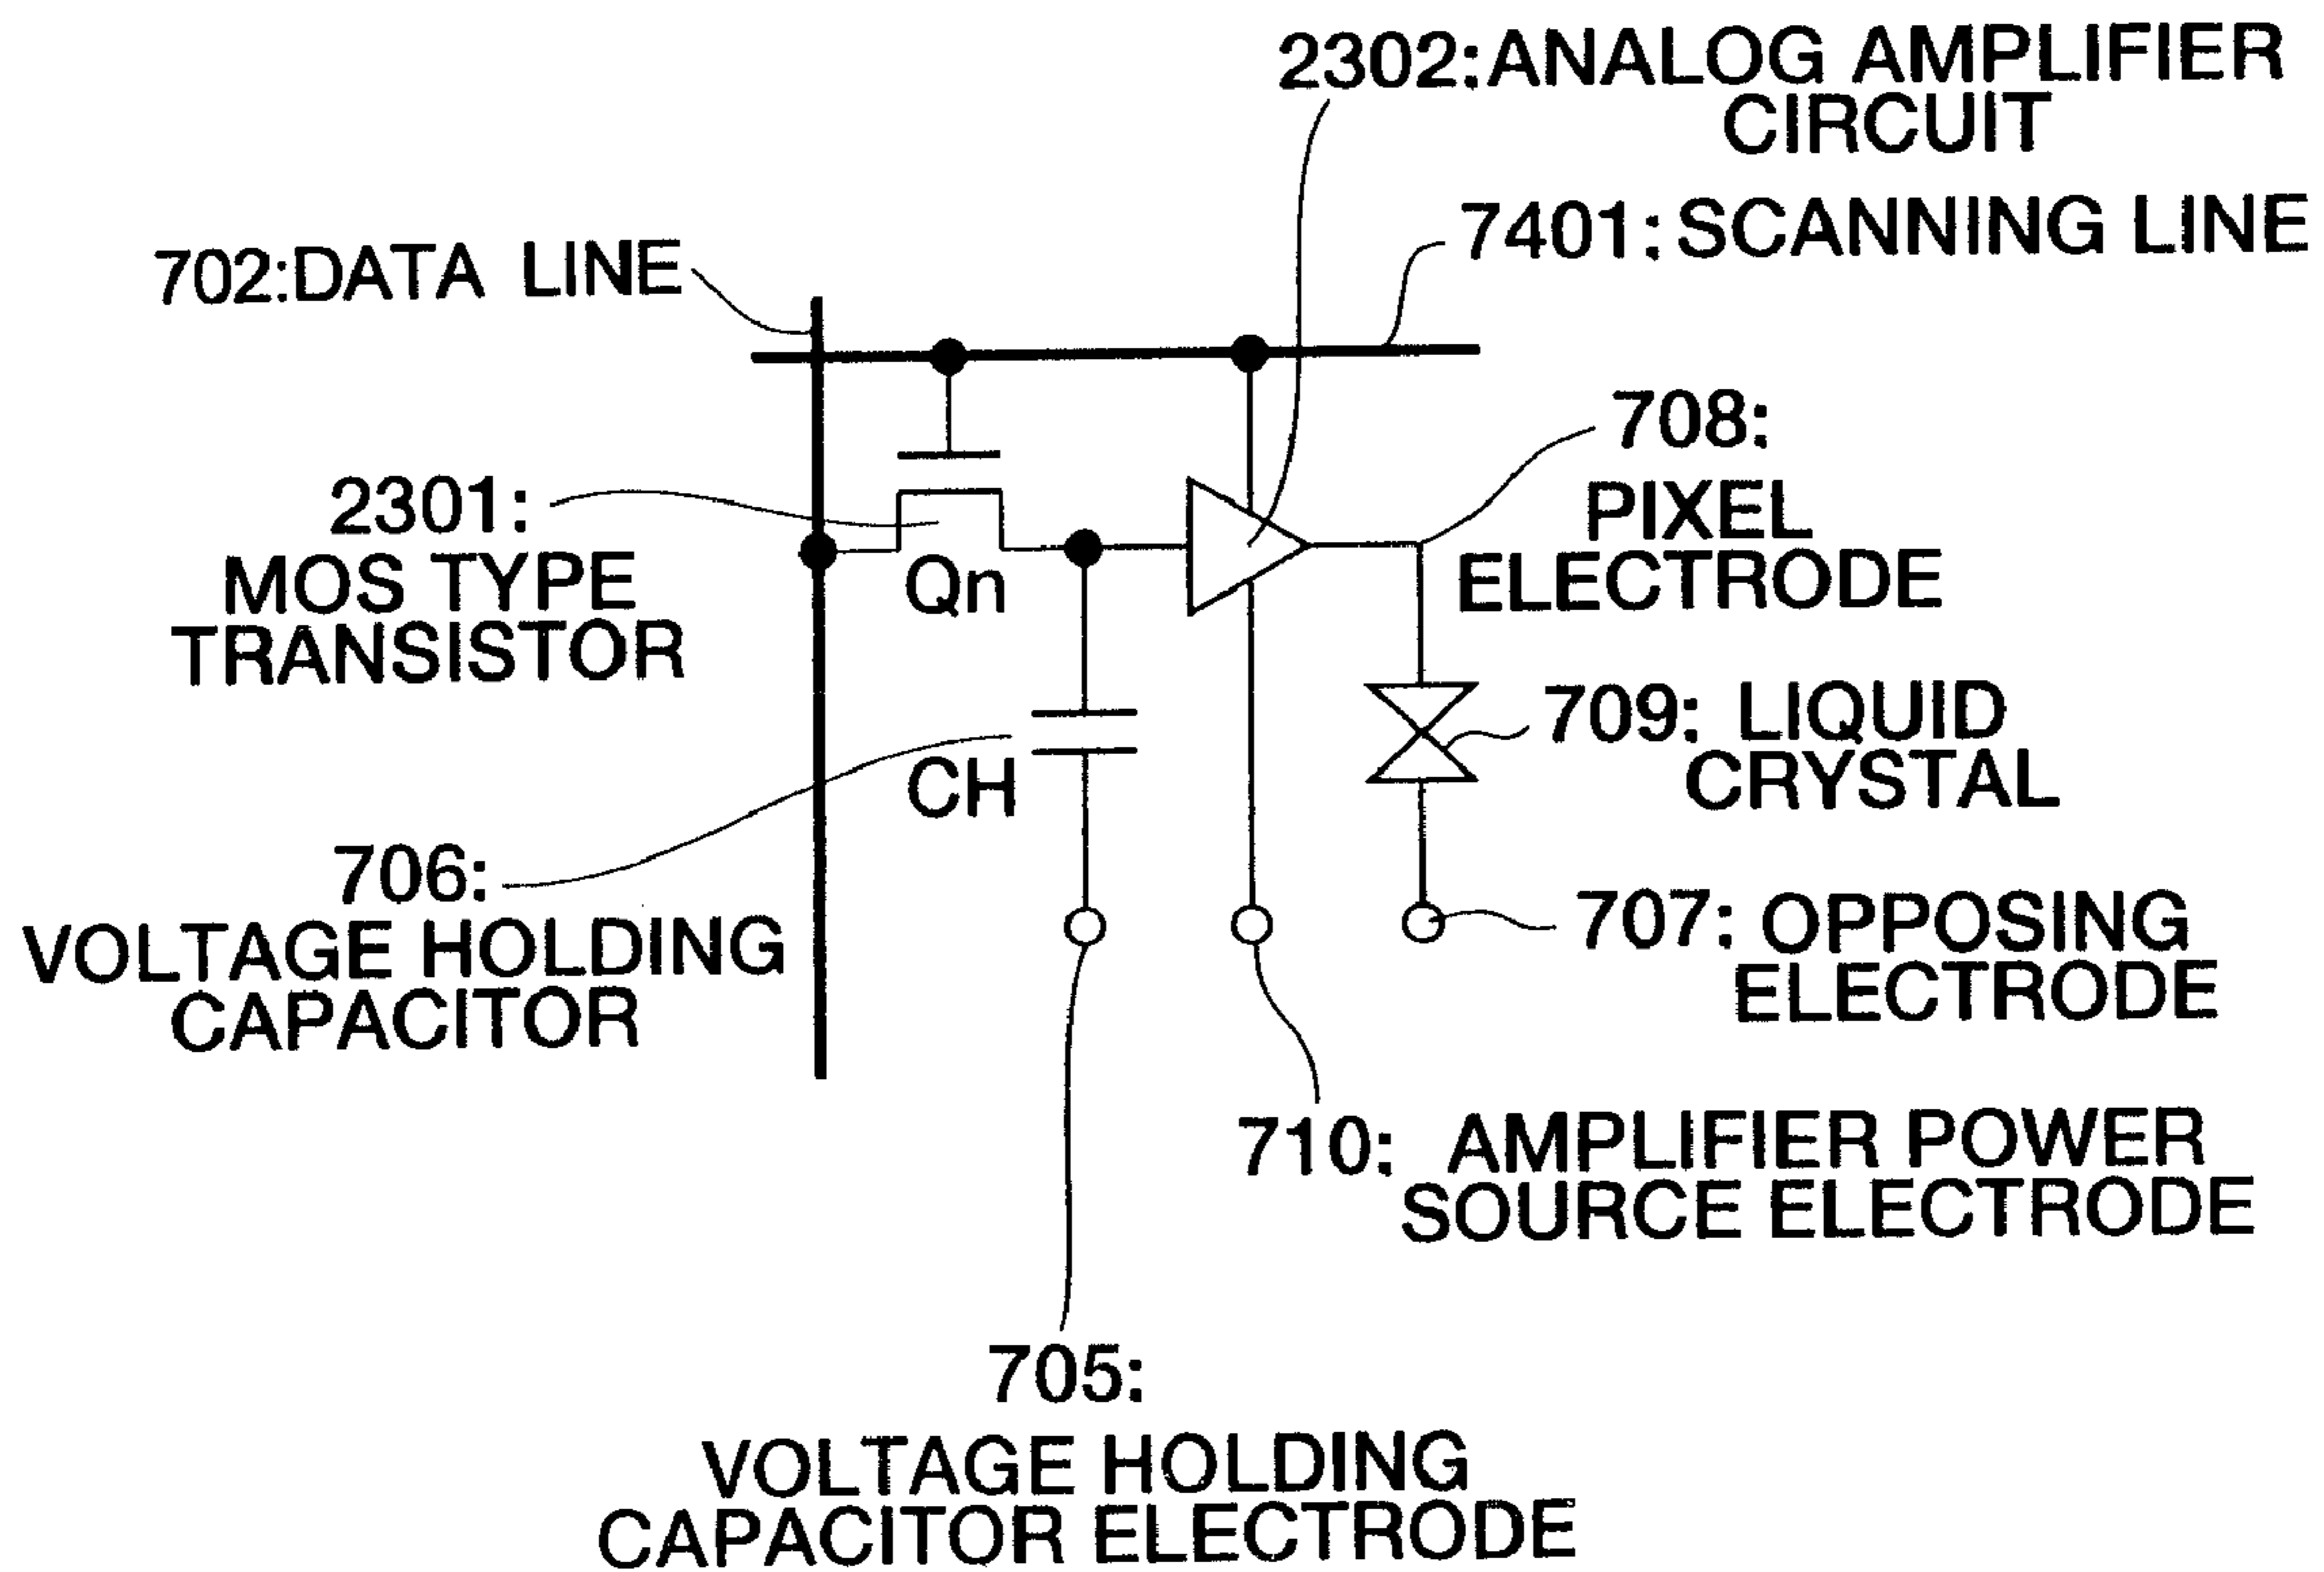 2302:ANALOG AMPLIFIER
CIRCUIT
7401:SCANNING LINE
702:DATA LINE
708:
PIXEL
ELECTRODE
2301:
MOS TYPE
TRANSISTOR
Qn
709: LIQUID
CRYSTAL
CH
706:
VOLTAGE HOLDING
CAPACITOR
707: OPPOSING
ELECTRODE
710: AMPLIFIER POWER
SOURCE ELECTRODE
705:
VOLTAGE HOLDING
CAPACITOR ELECTRODE